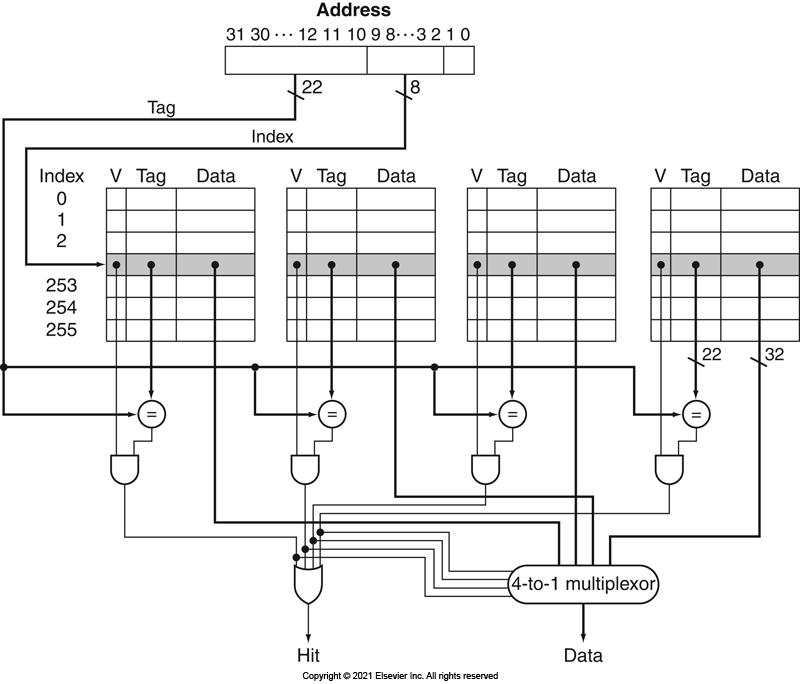 Address
31 30 ··· 12 11 10 9 8···3 2 1 0
22
8
Tag
Index
Index V Tag Data V Tag Data V Tag Data V Tag Data
0
1
2
253
254
255
22 32
= = = =
4-to-1 multiplexor
Hit Data
Copyright © 2021 Elsevier Inc. All rights reserved